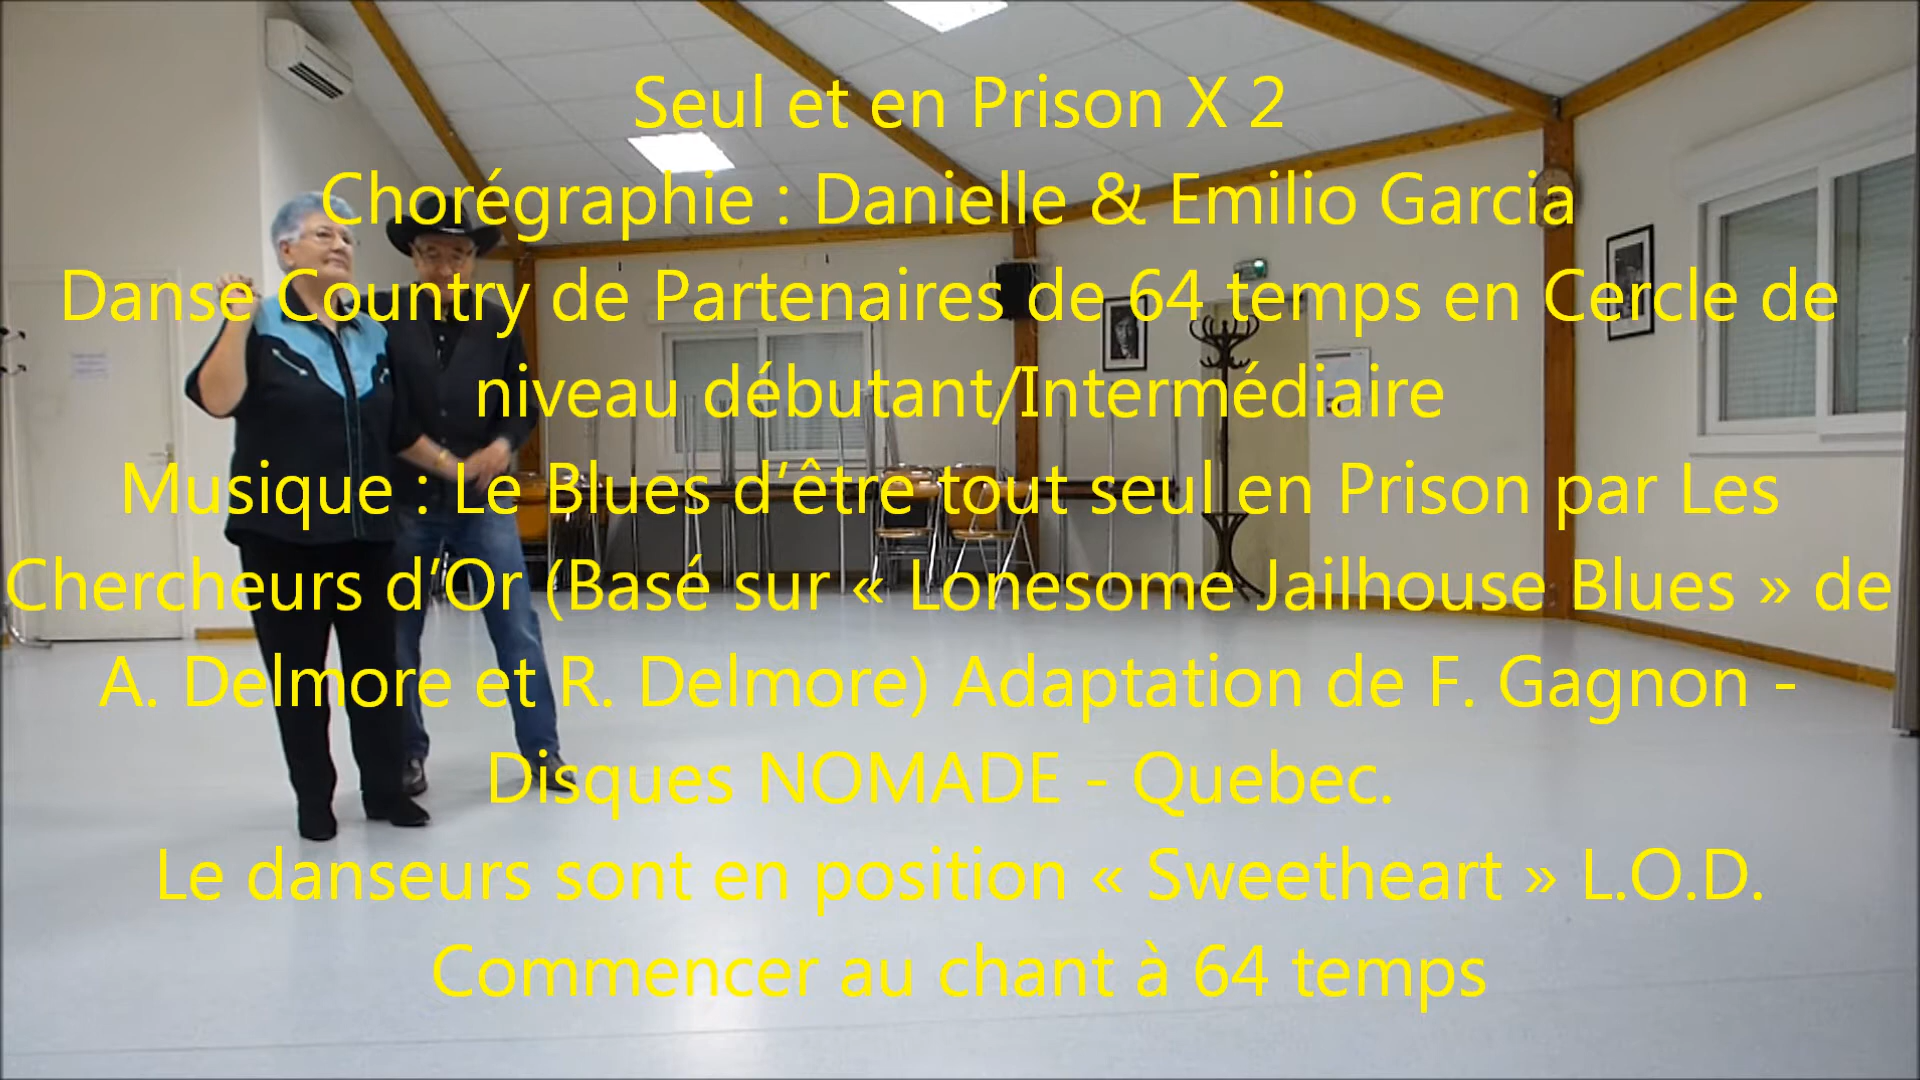 Seul et en Prison X 2
Chorégraphie : Danielle & Emilio Garcia
Danse Country de Partenaires de 64 temps en Cercle de
niveau débutant/Intermédiaire
Musique : Le Blues d’être tout seul en Prison par Les
Chercheurs d’Or (Basé sur « Lonesome Jailhouse Blues » de
A. Delmore et R. Delmore) Adaptation de F. Gagnon -
Disques NOMADE - Quebec.
Le danseurs sont en position « Sweetheart » L.O.D.
Commencer au chant à 64 temps